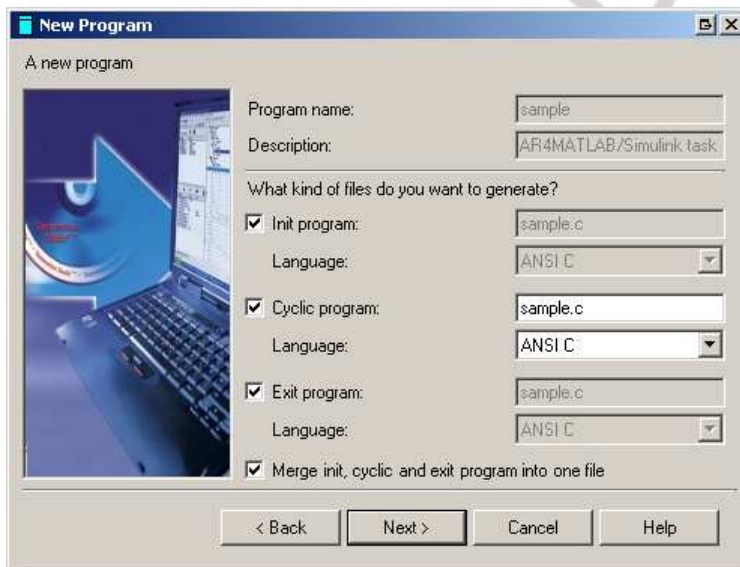 New Program
A new program
Program name:
sample
Description:
AR4MATLAB/Simulink task
What kind of files do you want to generate?
Init program:
sample.c
Language:
ANSI C
Cyclic program:
sample.c
Language:
ANSI C
Exit program:
sample.c
Language:
ANSI C
Merge init, cyclic and exit program into one file
< Back
Next >
Cancel
Help